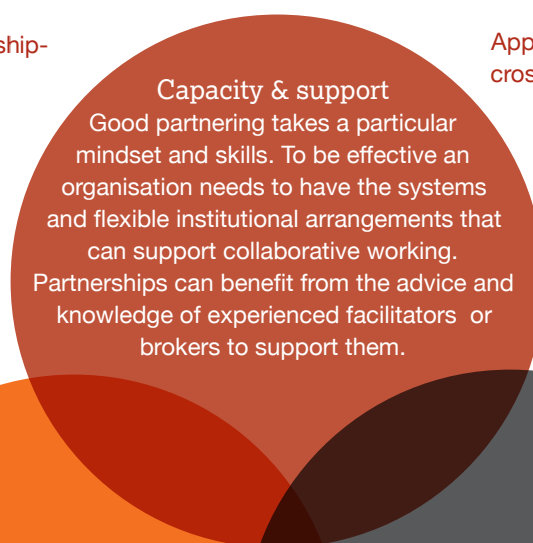 ship-
App
cros
Capacity & support
Good partnering takes a particular
mindset and skills. To be effective an
organisation needs to have the systems
and flexible institutional arrangements that
can support collaborative working.
Partnerships can benefit from the advice and
knowledge of experienced facilitators  or
brokers to support them.